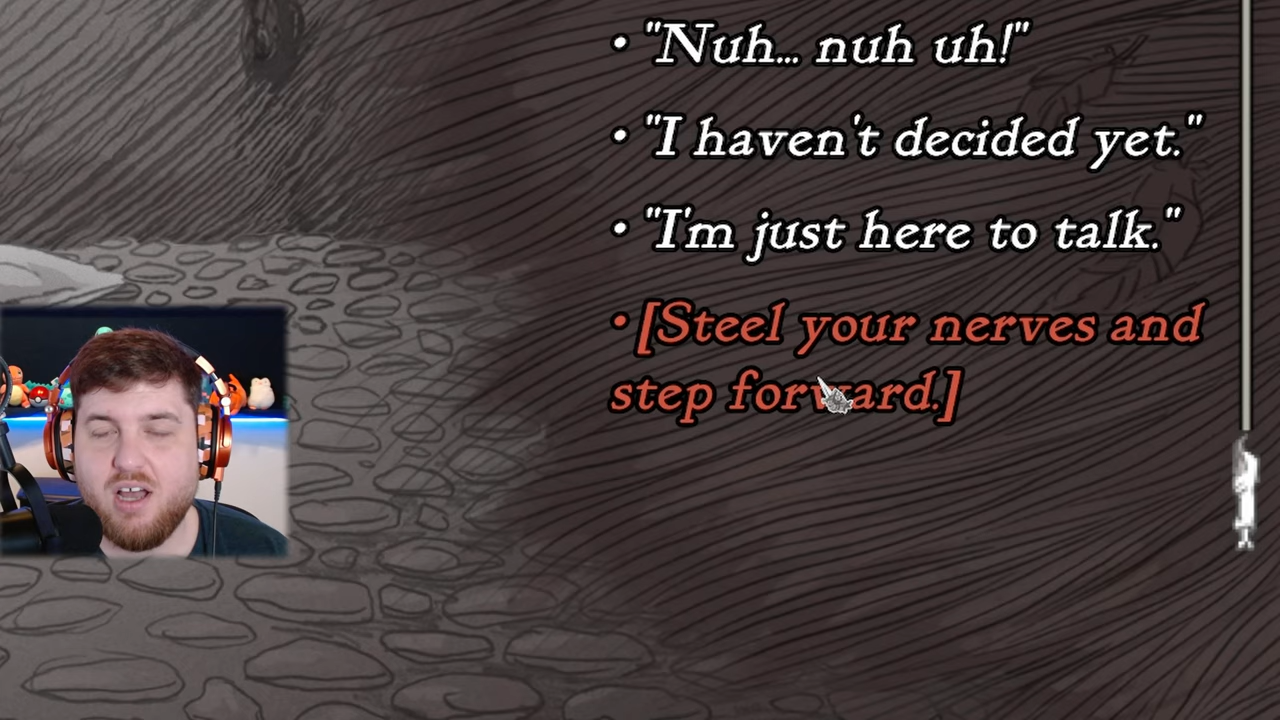 • "Nuh... nuh uh!"
• "I haven't decided yet."
• "I'm just here to talk."
• [Steel your nerves and
step forward.]